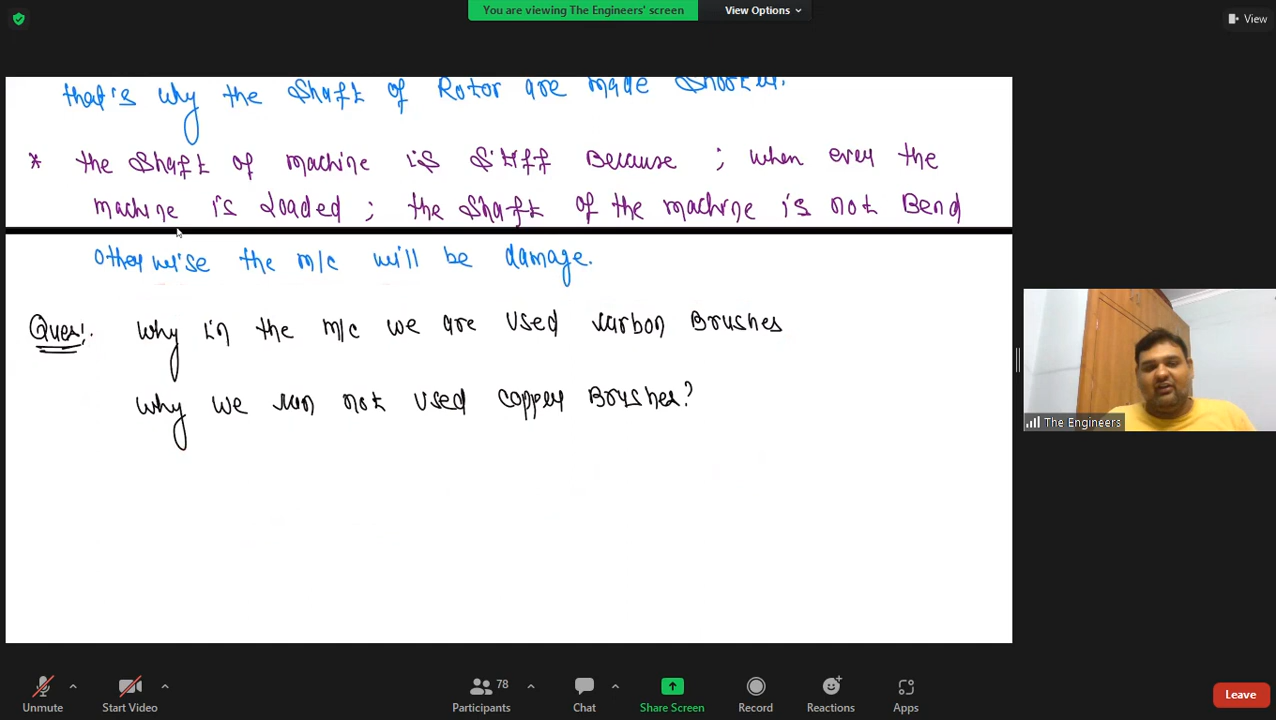 You are viewing The Engineers' screen
View Options
View
that's why the shaft of Rotor are made shorter.
* the shaft of machine is stiff Because ; when ever the
machine is Loaded ; the shaft of the machine is not Bend
otherwise the m/c will be damage.
Ques:. why in the m/c we are used carbon Brushes
why we can not used copper Brushes?
The Engineers
Unmute
Start Video
78
Participants
Chat
Share Screen
Record
Reactions
Apps
Leave